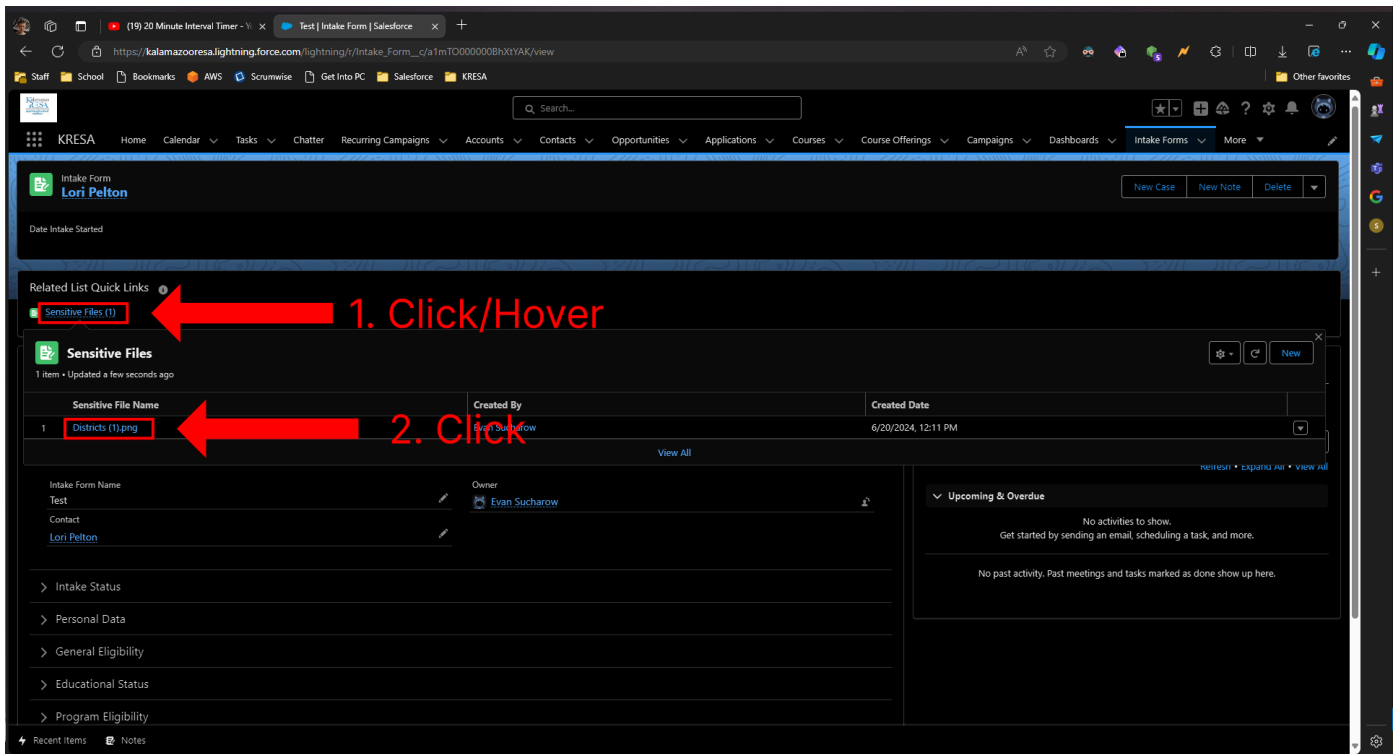 (19) 20 Minute Interval Timer - Y
Test | Intake Form | Salesforce
https://kalamazooresa.lightning.force.com/lightning/r/Intake_Form__c/a1mTO000000BhXtYAK/view
Staff School Bookmarks AWS Scrumwise Get Into PC Salesforce KRESA Other favorites
Search...
KRESA Home Calendar Tasks Chatter Recurring Campaigns Accounts Contacts Opportunities Applications Courses Course Offerings Campaigns Dashboards Intake Forms More
Intake Form
Lori Pelton
New Case New Note Delete
Date Intake Started
Related List Quick Links
Sensitive Files (1)
1. Click/Hover
Sensitive Files
New
1 item • Updated a few seconds ago
Sensitive File Name Created By Created Date
1 Districts (1).png Evan Sucharow 6/20/2024, 12:11 PM
2. Click
View All
Refresh • Expand All • View All
Intake Form Name
Test
Owner
Evan Sucharow
Contact
Lori Pelton
Upcoming & Overdue
No activities to show.
Get started by sending an email, scheduling a task, and more.
No past activity. Past meetings and tasks marked as done show up here.
Intake Status
Personal Data
General Eligibility
Educational Status
Program Eligibility
Recent Items Notes